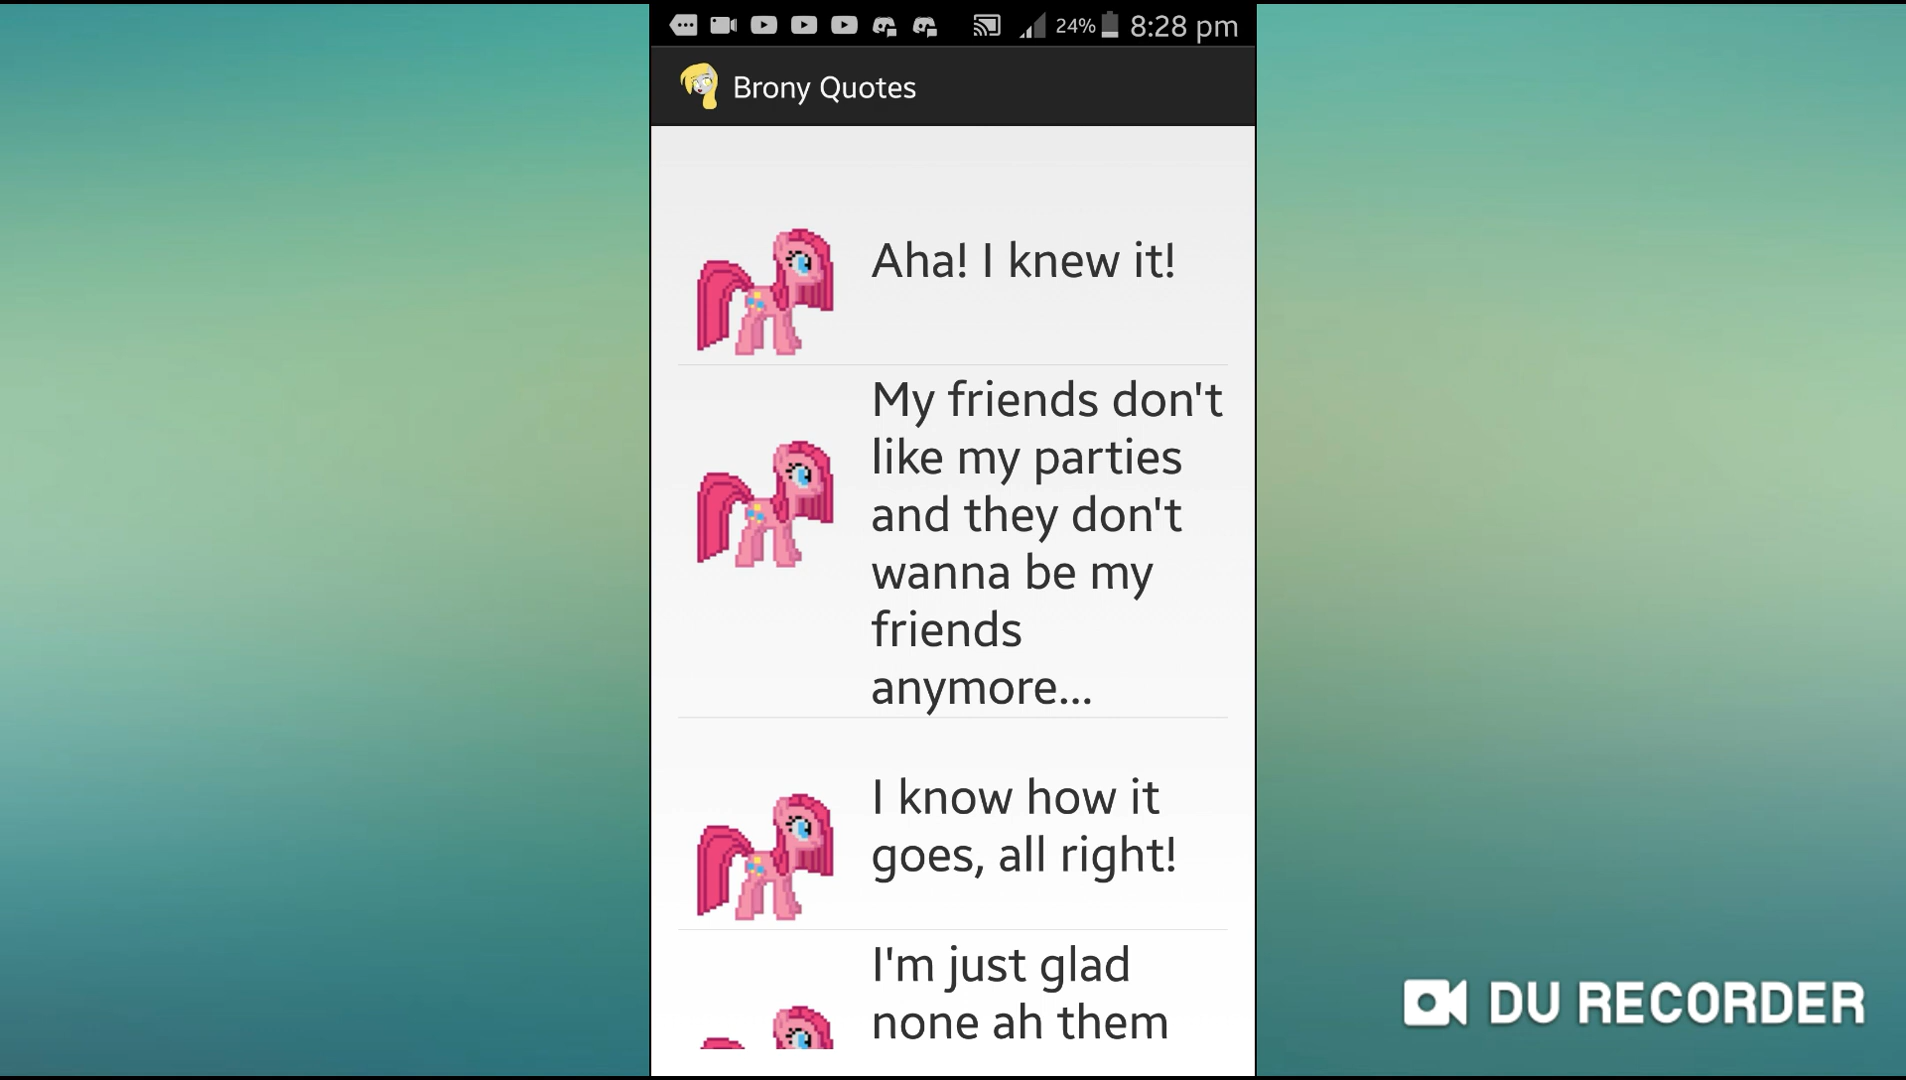 24% 8:28 pm
Brony Quotes
Aha! I knew it!
My friends don't
like my parties
and they don't
wanna be my
friends
anymore...
I know how it
goes, all right!
I'm just glad
none ah them
DU RECORDER